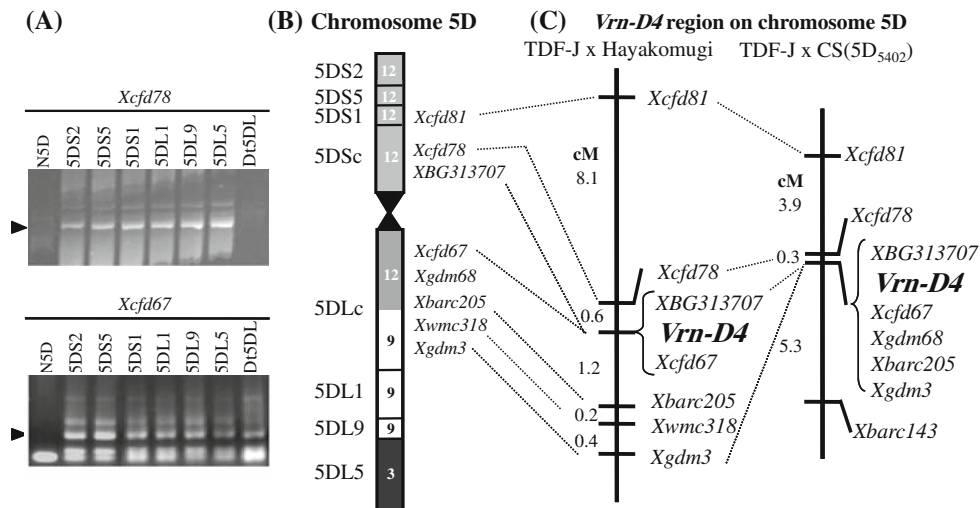 (A)
Xcfd78
N5D 5DS2 5DS5 5DS1 5DL1 5DL9 5DL5 Dt5DL
Xcfd67
N5D 5DS2 5DS5 5DS1 5DL1 5DL9 5DL5 Dt5DL
(B) Chromosome 5D
5DS2 12
5DS5 12
5DS1 12 Xcfd81
5DSc 12 Xcfd78
XBG313707
12 Xcfd67
Xgdm68
5DLc Xbarc205
Xwmc318
9 Xgdm3
5DL1 9
5DL9 9
5DL5 3
(C) Vrn-D4 region on chromosome 5D
TDF-J x Hayakomugi
Xcfd81
cM
8.1
Xcfd78
0.6 XBG313707
Vrn-D4
Xcfd67
1.2
Xbarc205
0.2 Xwmc318
0.4 Xgdm3
TDF-J x CS(5D5402)
Xcfd81
cM
3.9
Xcfd78
0.3 XBG313707
Vrn-D4
Xcfd67
5.3 Xgdm68
Xbarc205
Xgdm3
Xbarc143